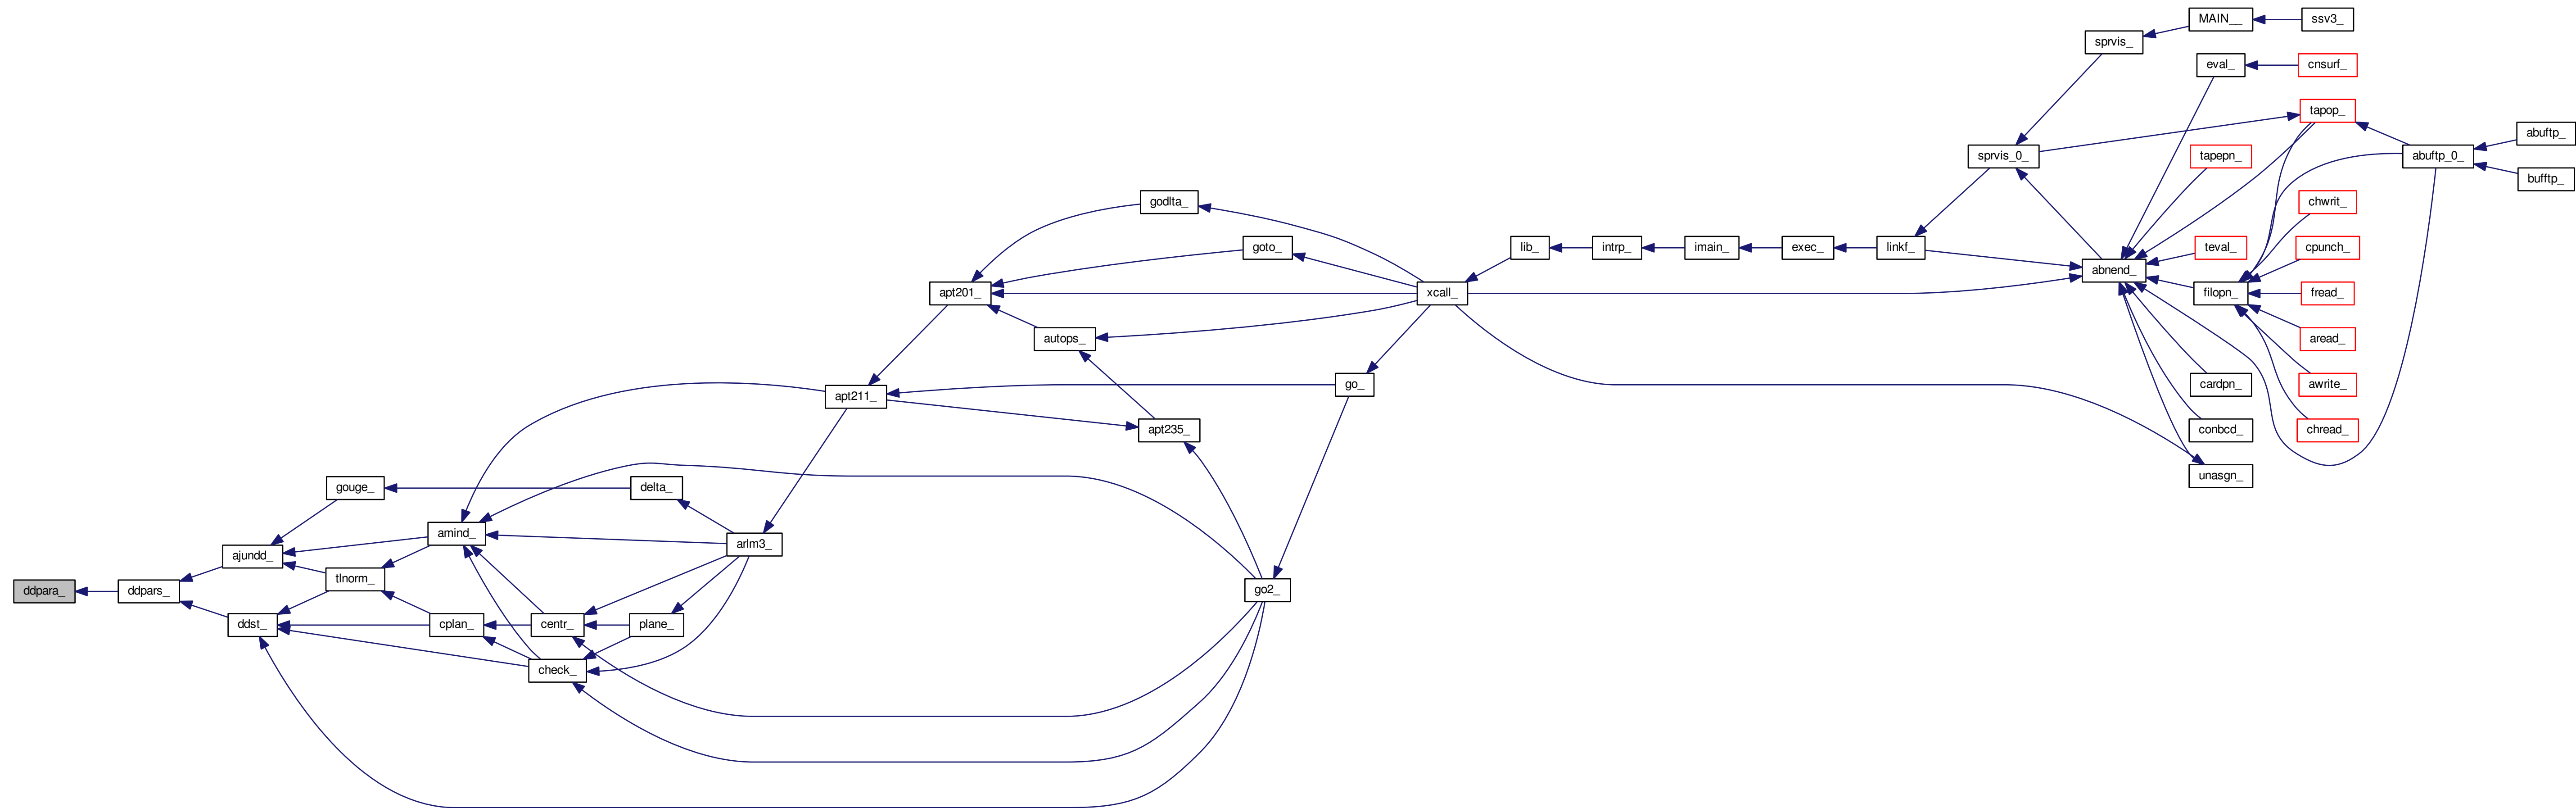 ddpara_
ddpars_
ajundd_
ddst_
gouge_
tlnorm_
amind_
cplan_
centr_
check_
delta_
plane_
arlm3_
apt211_
apt201_
autops_
godlta_
apt235_
goto_
go2_
go_
xcall_
lib_
intrp_
imain_
exec_
linkf_
sprvis_0_
sprvis_
abnend_
MAIN__
eval_
tapepn_
teval_
filopn_
cardpn_
conbcd_
unasgn_
ssv3_
cnsurf_
tapop_
chwrit_
cpunch_
fread_
aread_
awrite_
chread_
abuftp_0_
abuftp_
bufftp_